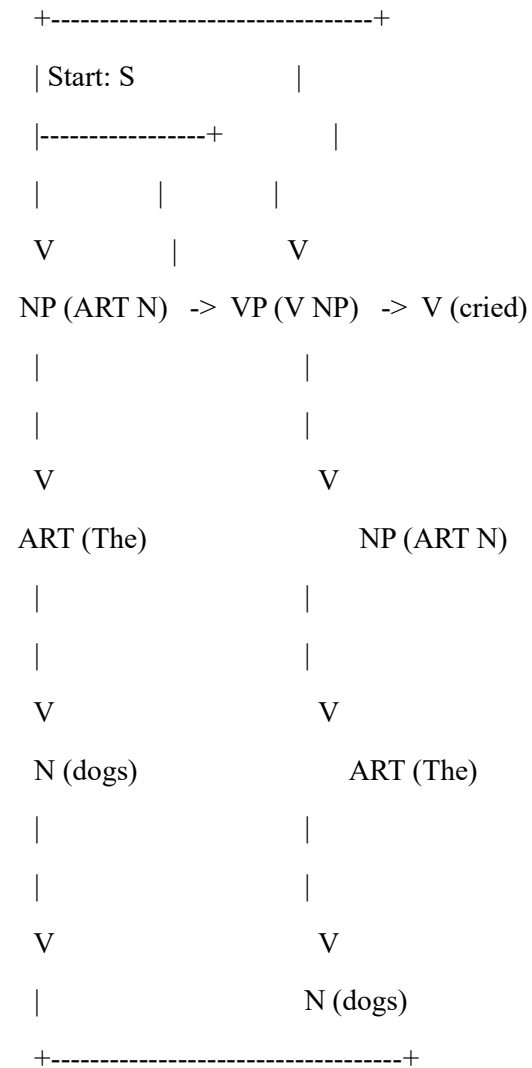 +---------------------------------+
| Start: S                |
|-----------------+           |
|            |           |
V            |           V
NP (ART N)  -> VP (V NP)  -> V (cried)
|                           |
|                           |
V                           V
ART (The)                      NP (ART N)
|                           |
|                           |
V                           V
N (dogs)                     ART (The)
|                           |
|                           |
V                           V
|                           N (dogs)
+------------------------------------+